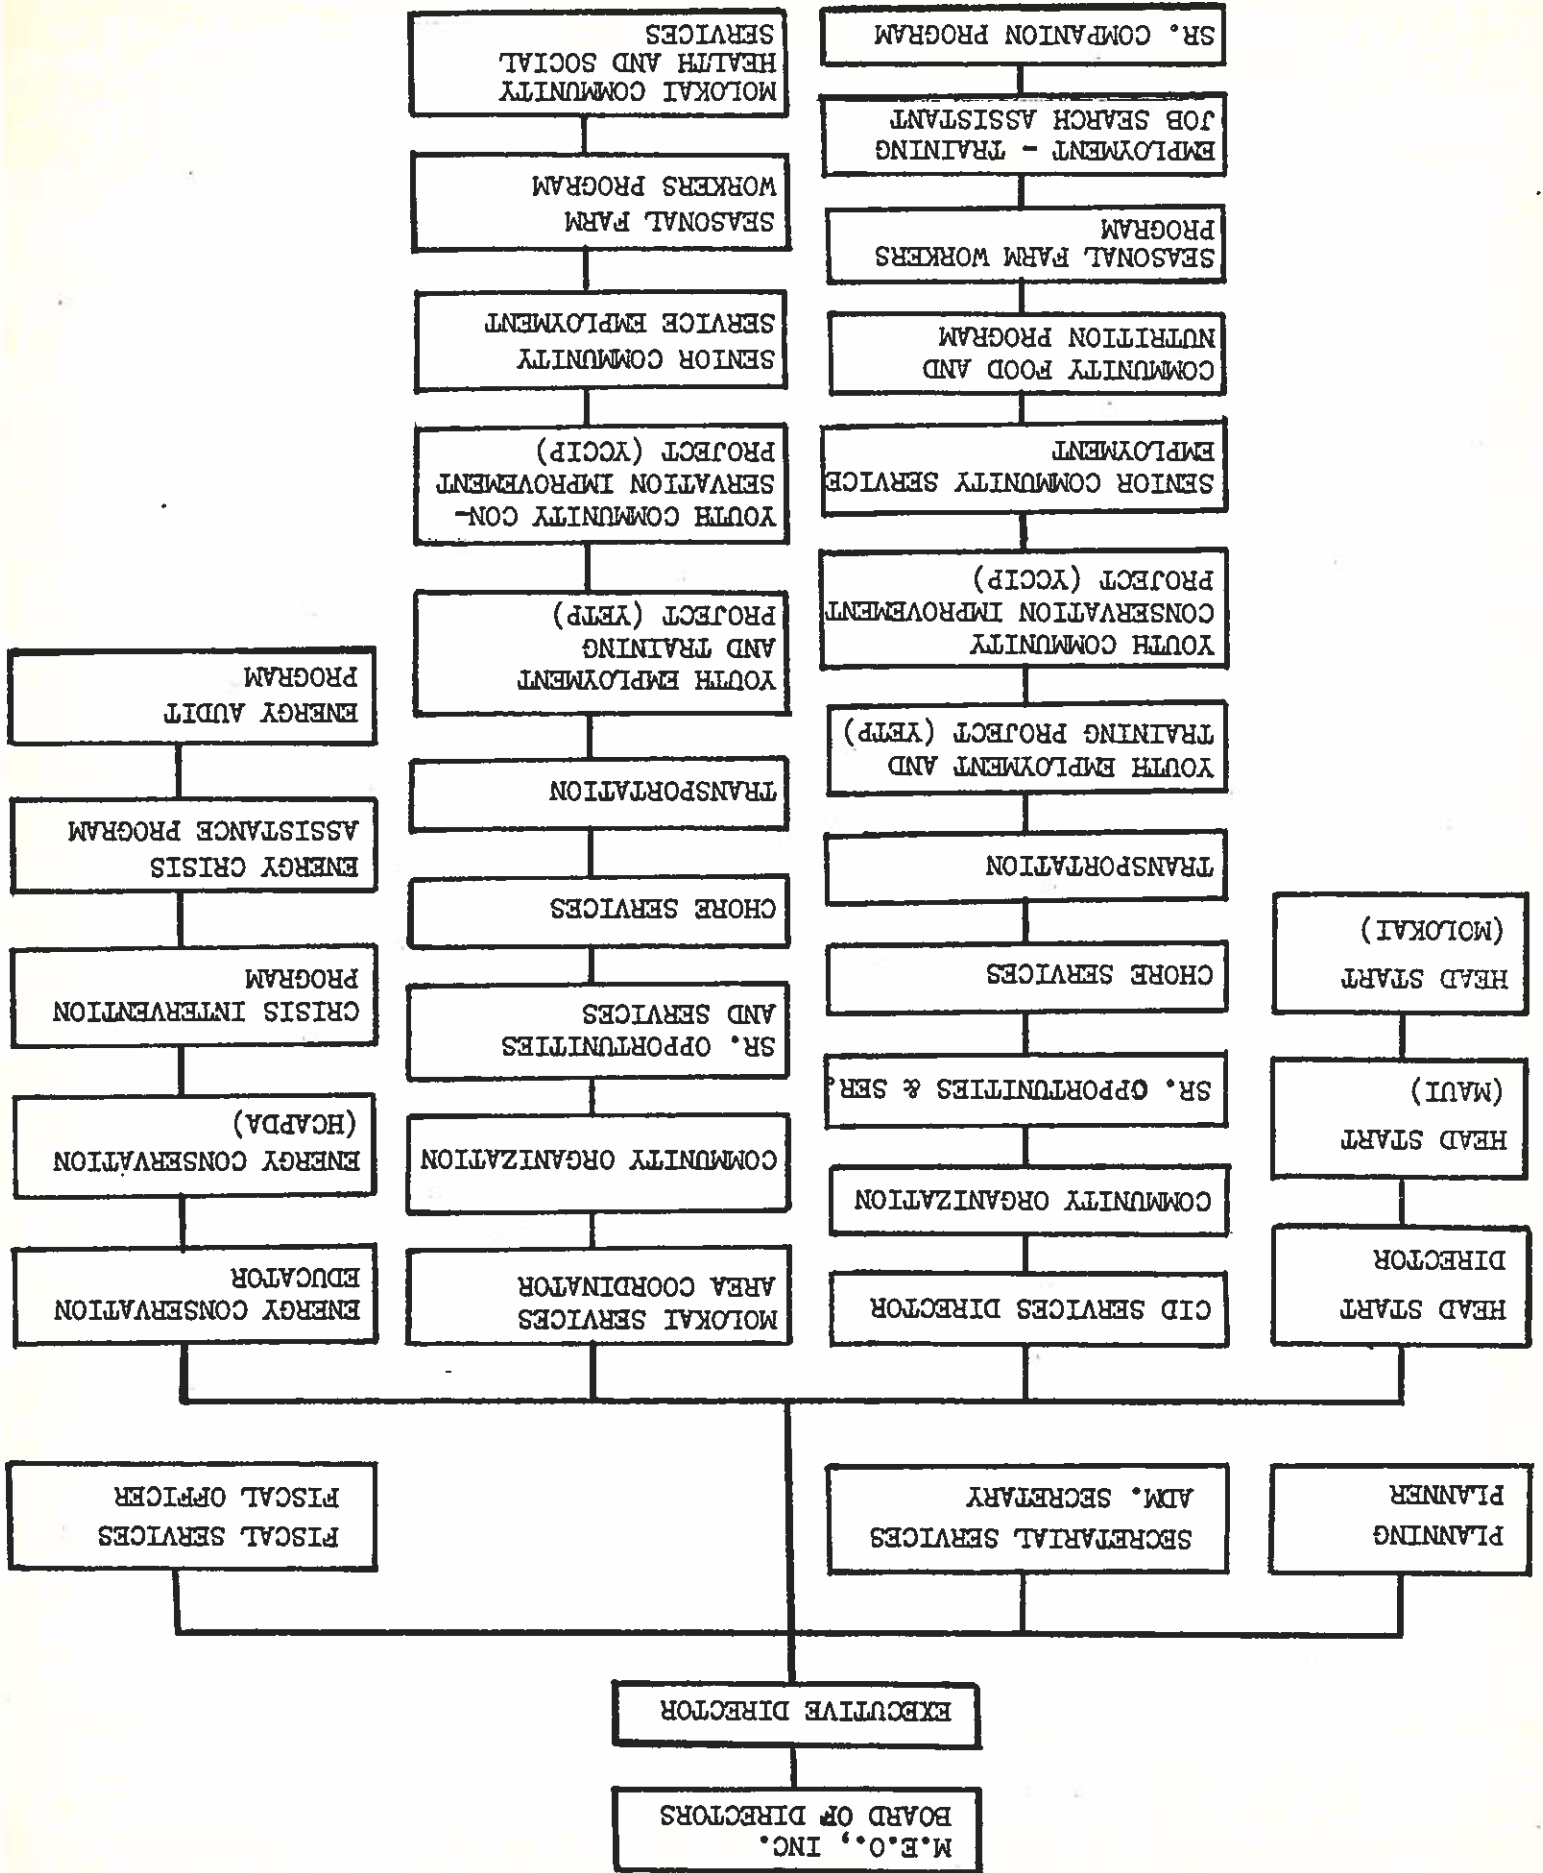 M.E.O., INC.
BOARD OF DIRECTORS
EXECUTIVE DIRECTOR
PLANNING
PLANNER
SECRETARIAL SERVICES
ADM. SECRETARY
FISCAL SERVICES
FISCAL OFFICER
HEAD START
DIRECTOR
HEAD START
(MAUI)
HEAD START
(MOLOKAI)
CID SERVICES DIRECTOR
COMMUNITY ORGANIZATION
SR. OPPORTUNITIES & SER.
CHORE SERVICES
TRANSPORTATION
YOUTH EMPLOYMENT AND
TRAINING PROJECT (YETP)
YOUTH COMMUNITY
CONSERVATION IMPROVEMENT
PROJECT (YCCIP)
SENIOR COMMUNITY SERVICE
EMPLOYMENT
COMMUNITY FOOD AND
NUTRITION PROGRAM
SEASONAL FARM WORKERS
PROGRAM
EMPLOYMENT - TRAINING
JOB SEARCH ASSISTANT
SR. COMPANION PROGRAM
MOLOKAI SERVICES
AREA COORDINATOR
COMMUNITY ORGANIZATION
SR. OPPORTUNITIES
AND SERVICES
CHORE SERVICES
TRANSPORTATION
YOUTH EMPLOYMENT
AND TRAINING
PROJECT (YETP)
YOUTH COMMUNITY CON-
SERVATION IMPROVEMENT
PROJECT (YCCIP)
SENIOR COMMUNITY
SERVICE EMPLOYMENT
SEASONAL FARM
WORKERS PROGRAM
MOLOKAI COMMUNITY
HEALTH AND SOCIAL
SERVICES
ENERGY CONSERVATION
EDUCATOR
ENERGY CONSERVATION
(HCAPDA)
CRISIS INTERVENTION
PROGRAM
ENERGY CRISIS
ASSISTANCE PROGRAM
ENERGY AUDIT
PROGRAM